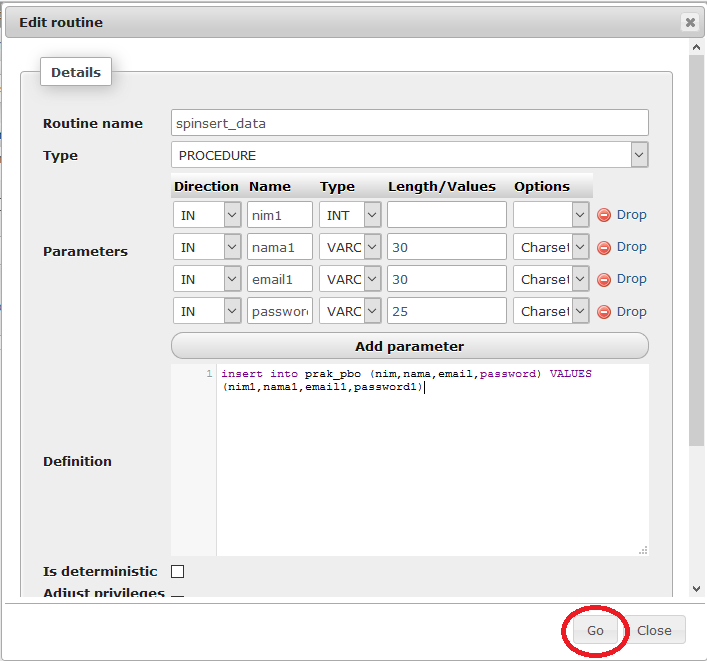 Edit routine
Details
Routine name spinsert_data
Type PROCEDURE
Direction Name Type Length/Values Options
IN nim1 INT Drop
Parameters
IN nama1 VARC 30 Charset Drop
IN email1 VARC 30 Charset Drop
IN password VARC 25 Charset Drop
Add parameter
1 insert into prak_pbo (nim,nama,email,password) VALUES
(nim1,nama1,email1,password1)
Definition
Is deterministic
Adjust privileges
Go Close